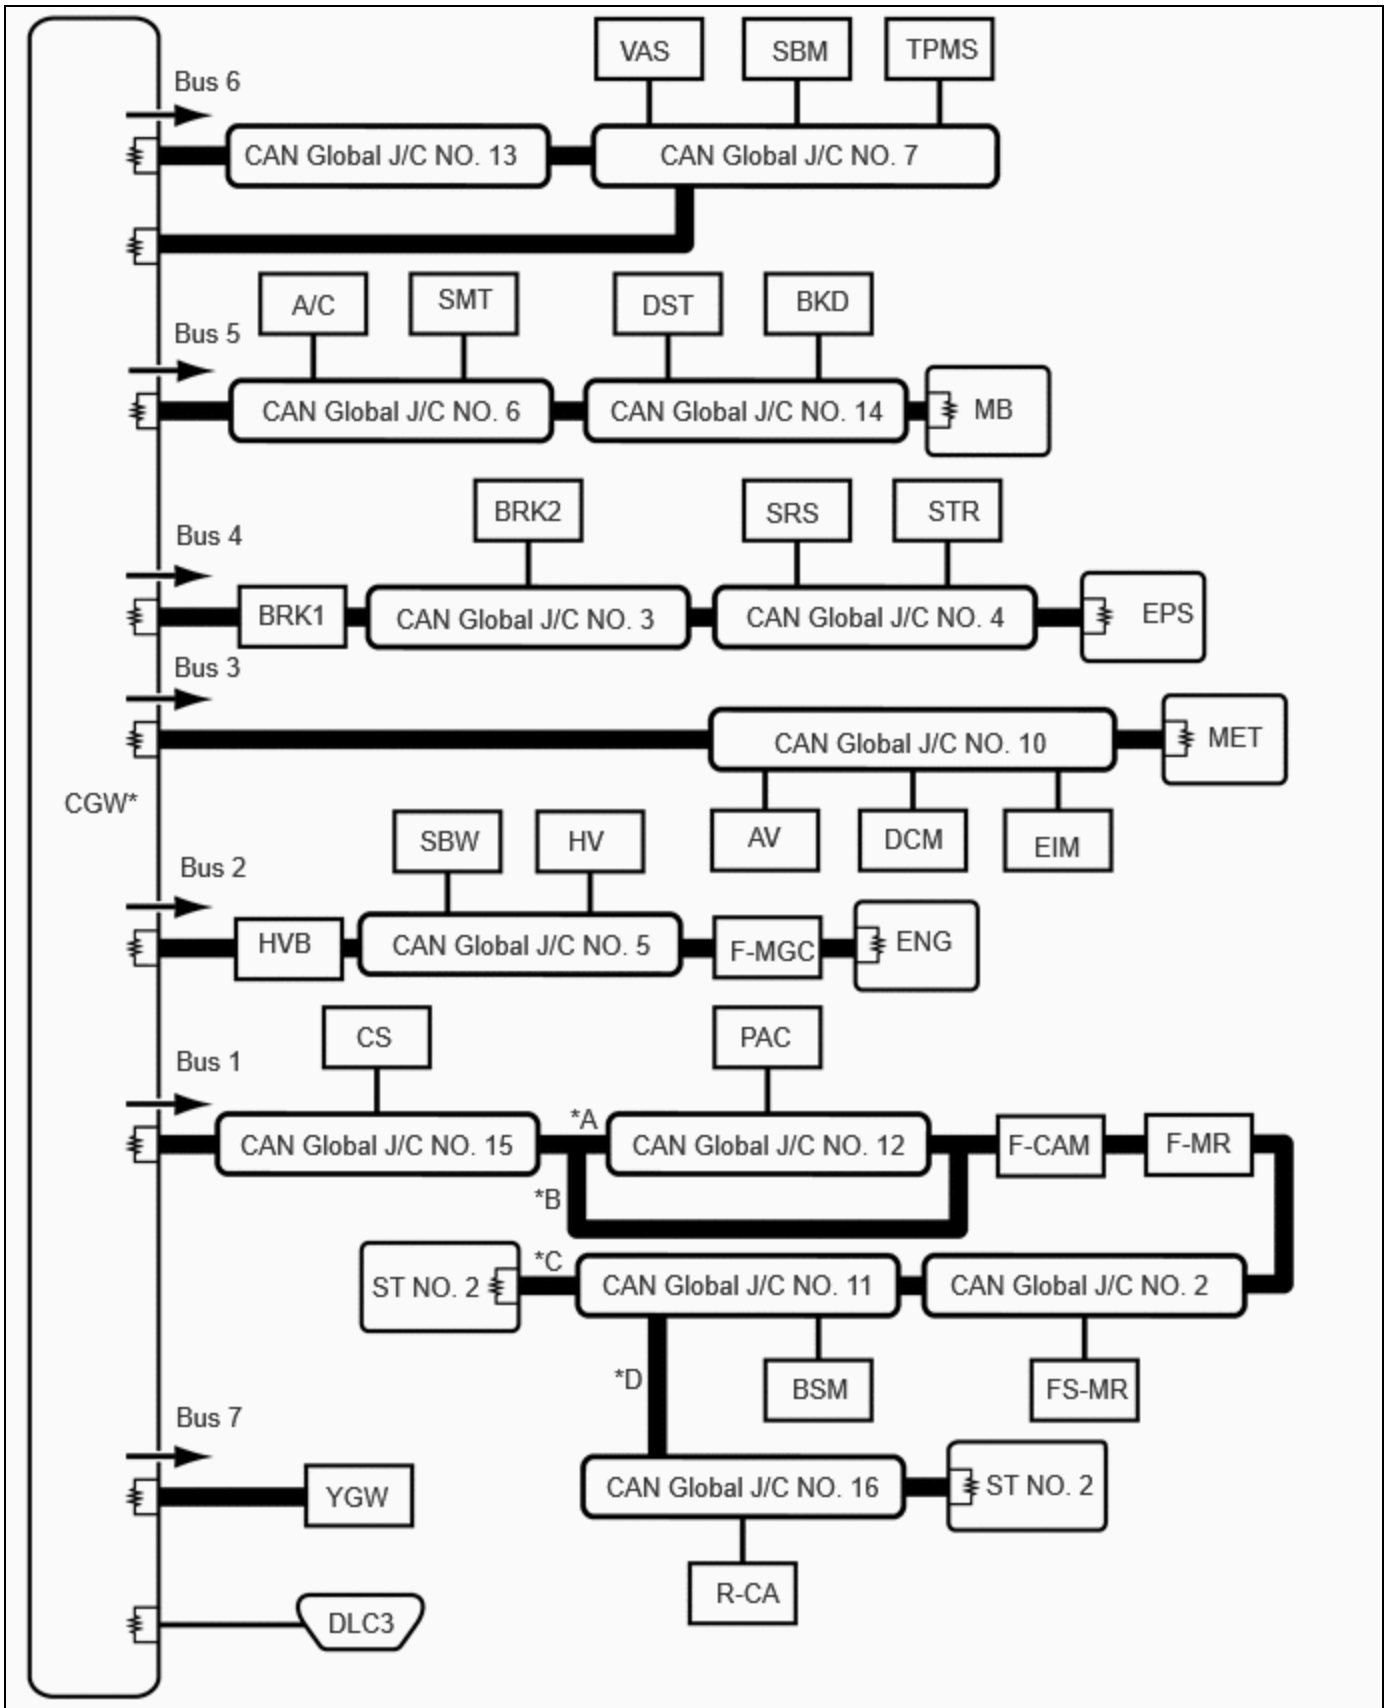 VAS
SBM
TPMS
Bus 6
CAN Global J/C NO. 13
CAN Global J/C NO. 7
A/C
SMT
DST
BKD
Bus 5
CAN Global J/C NO. 6
CAN Global J/C NO. 14
MB
BRK2
SRS
STR
Bus 4
BRK1
CAN Global J/C NO. 3
CAN Global J/C NO. 4
EPS
Bus 3
CAN Global J/C NO. 10
MET
CGW*
SBW
HV
AV
DCM
EIM
Bus 2
HVB
CAN Global J/C NO. 5
F-MGC
ENG
CS
PAC
Bus 1
CAN Global J/C NO. 15
*A
CAN Global J/C NO. 12
F-CAM
F-MR
*B
ST NO. 2
*C
CAN Global J/C NO. 11
CAN Global J/C NO. 2
*D
BSM
FS-MR
Bus 7
YGW
CAN Global J/C NO. 16
ST NO. 2
R-CA
DLC3